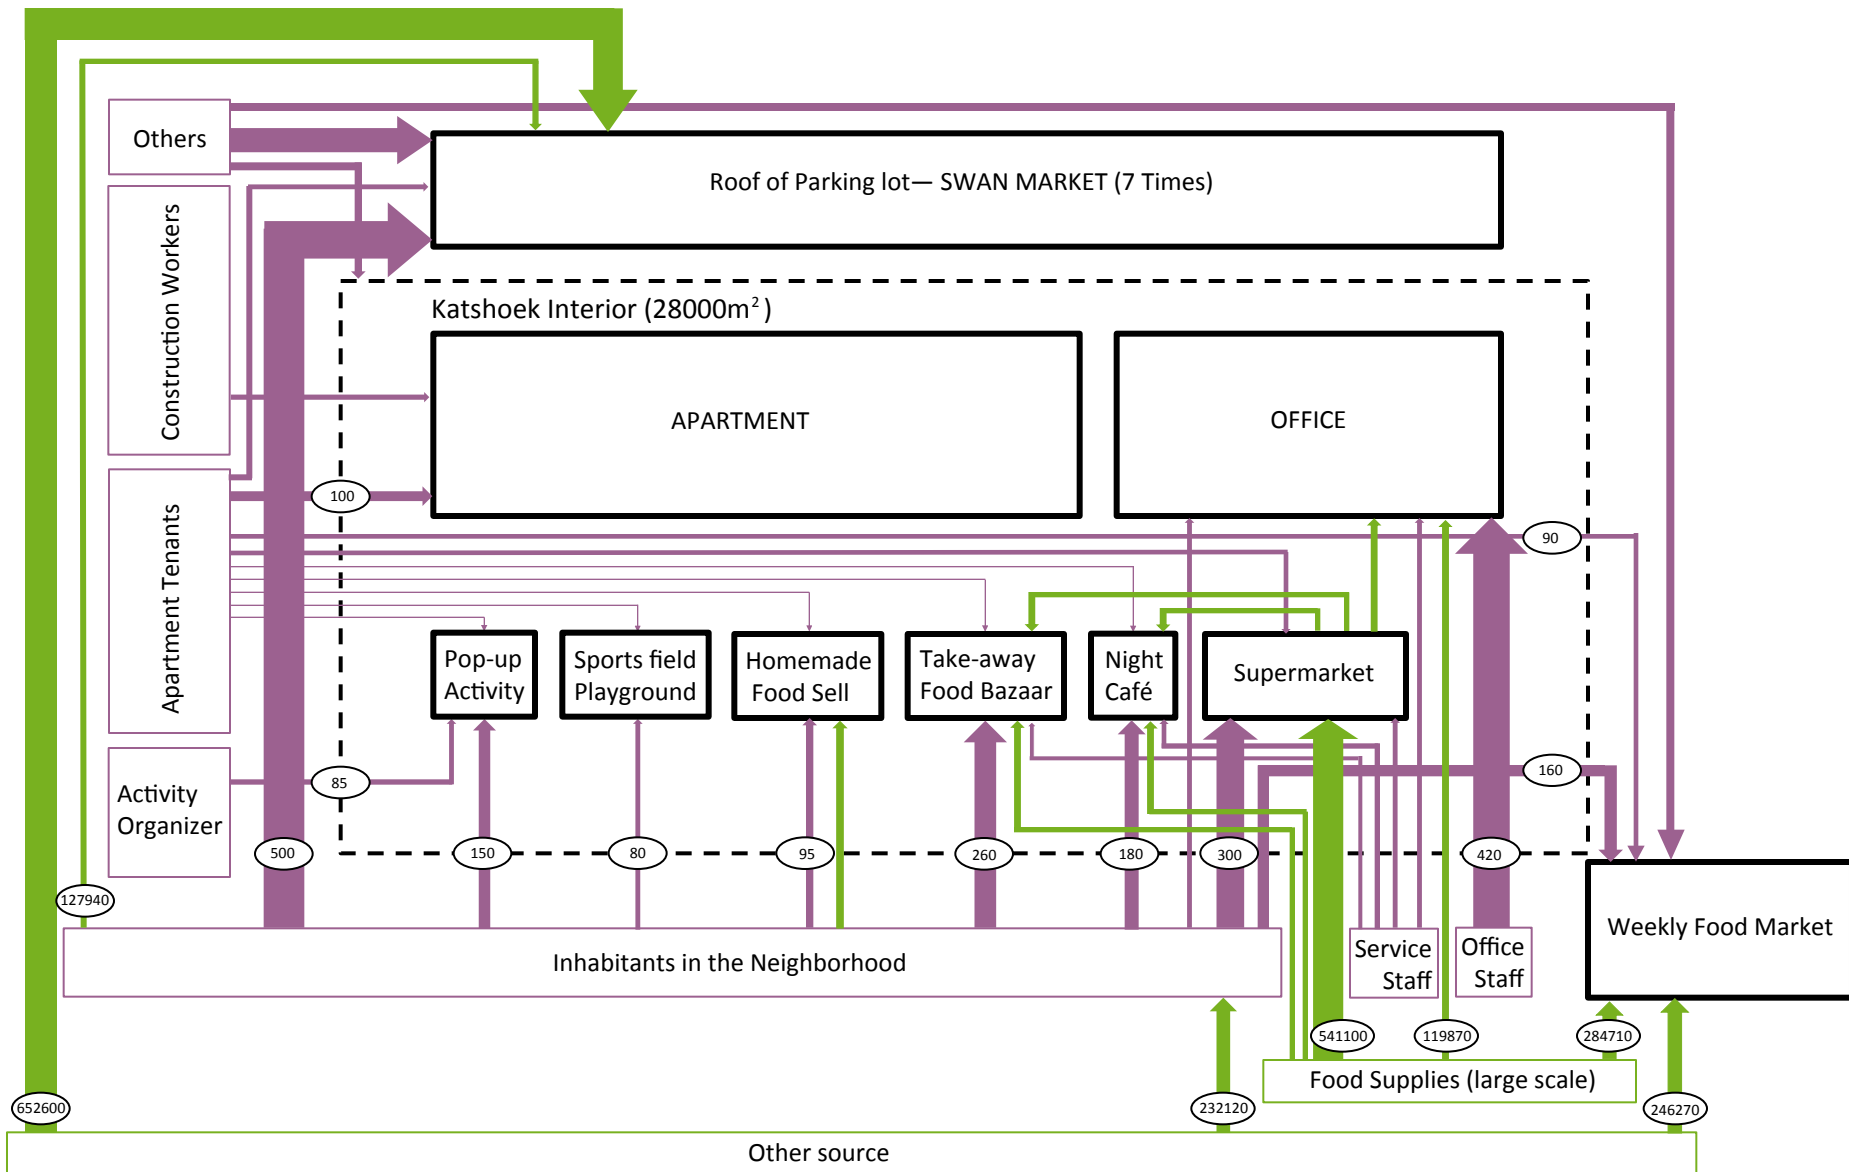 Others
Roof of Parking lot— SWAN MARKET (7 Times)
Construction Workers
Katshoek Interior (28000m²)
APARTMENT
OFFICE
Apartment Tenants
100
90
Pop-up
Activity
Sports field
Playground
Homemade
Food Sell
Take-away
Food Bazaar
Night
Café
Supermarket
Activity
Organizer
85
160
500
150
80
95
260
180
300
420
127940
Inhabitants in the Neighborhood
Service
Staff
Office
Staff
Weekly Food Market
541100
119870
284710
Food Supplies (large scale)
652600
232120
246270
Other source